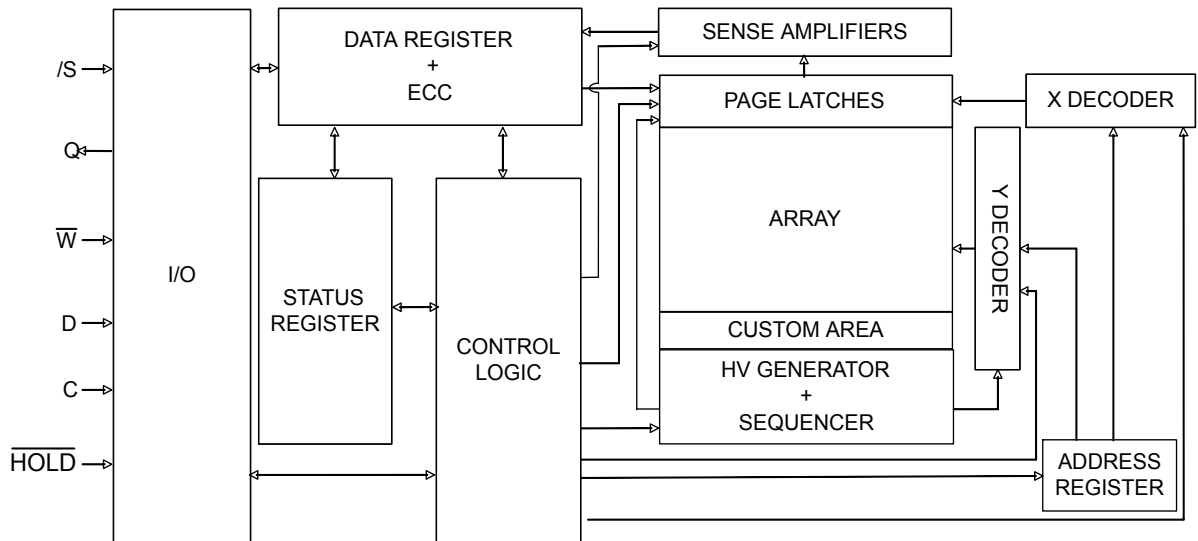 /S
Q
W
D
C
HOLD
I/O
DATA REGISTER
+
ECC
STATUS
REGISTER
CONTROL
LOGIC
SENSE AMPLIFIERS
PAGE LATCHES
ARRAY
CUSTOM AREA
HV GENERATOR
+
SEQUENCER
Y DECODER
X DECODER
ADDRESS
REGISTER